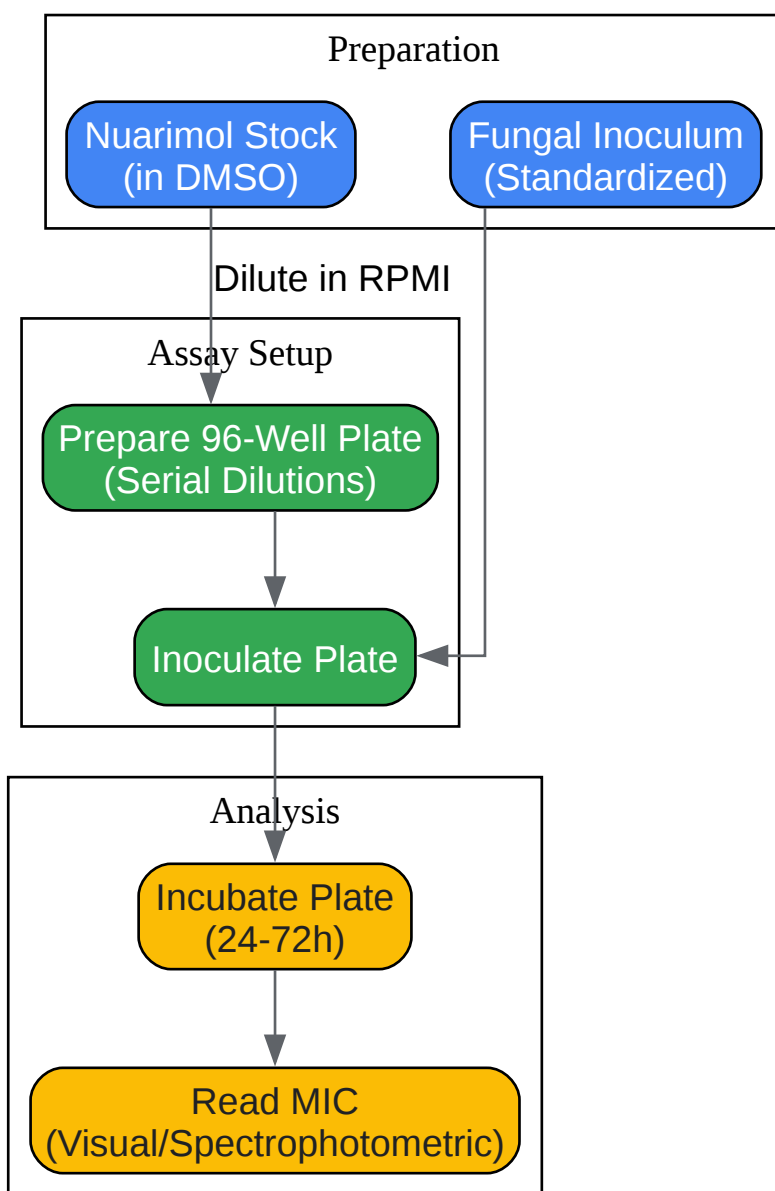 Preparation
Nuarimol Stock
(in DMSO)
Fungal Inoculum
(Standardized)
Dilute in RPMI
Assay Setup
Prepare 96-Well Plate
(Serial Dilutions)
Inoculate Plate
Analysis
Incubate Plate
(24-72h)
Read MIC
(Visual/Spectrophotometric)